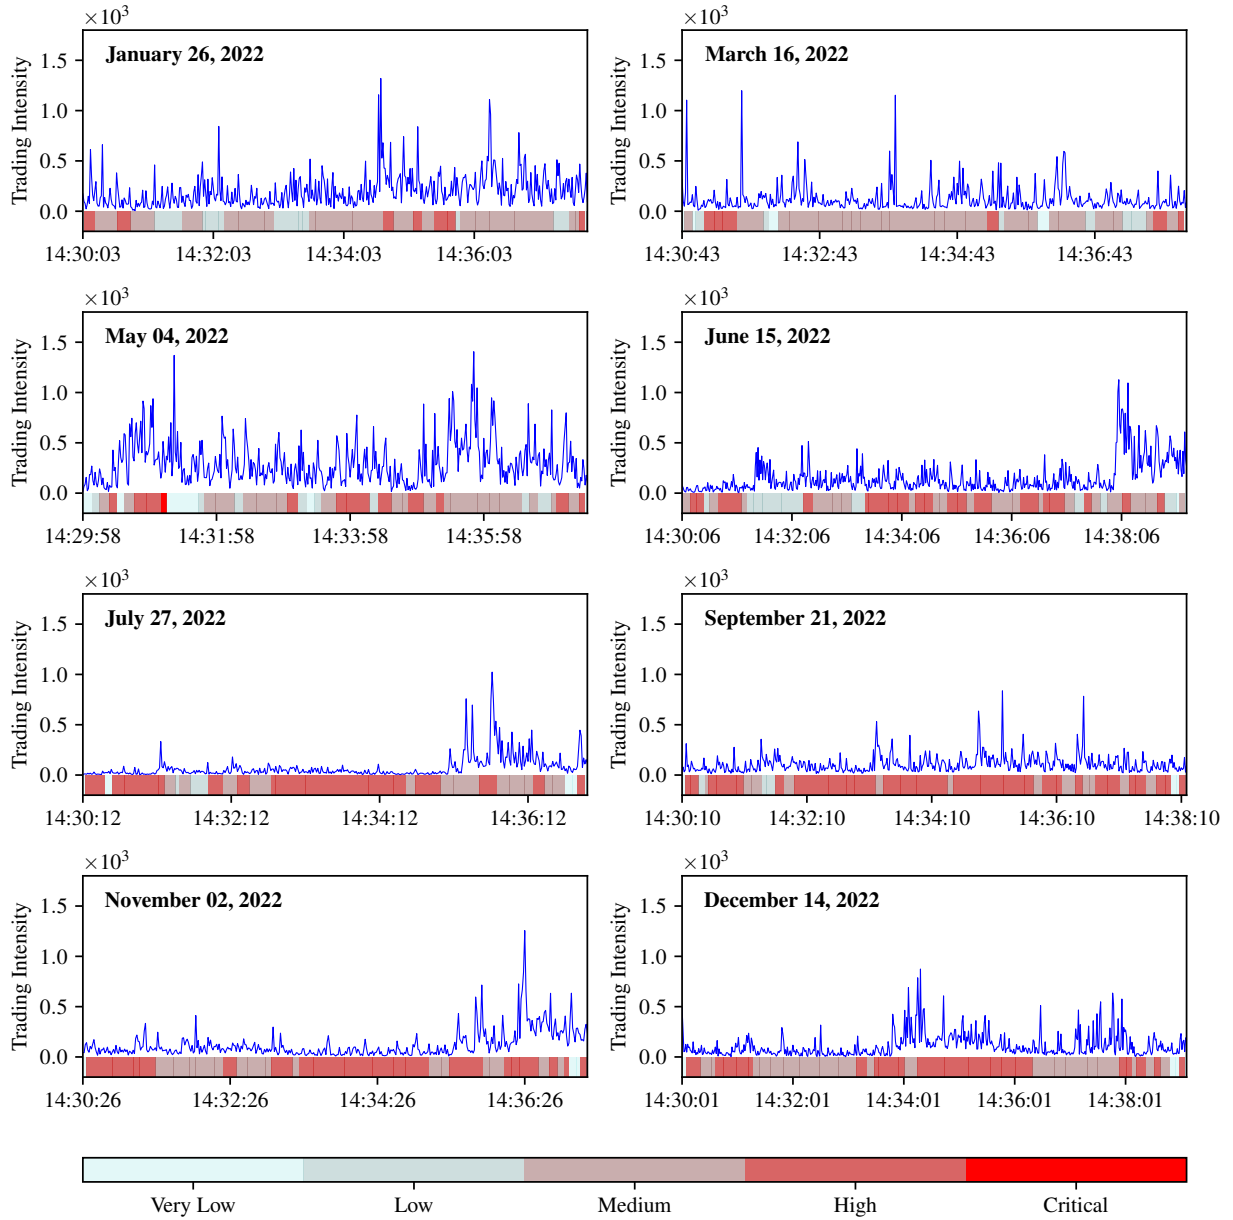 ×10³
January 26, 2022
Trading Intensity
1.5
1.0
0.5
0.0
14:30:03 14:32:03 14:34:03 14:36:03
×10³
March 16, 2022
Trading Intensity
1.5
1.0
0.5
0.0
14:30:43 14:32:43 14:34:43 14:36:43
×10³
May 04, 2022
Trading Intensity
1.5
1.0
0.5
0.0
14:29:58 14:31:58 14:33:58 14:35:58
×10³
June 15, 2022
Trading Intensity
1.5
1.0
0.5
0.0
14:30:06 14:32:06 14:34:06 14:36:06 14:38:06
×10³
July 27, 2022
Trading Intensity
1.5
1.0
0.5
0.0
14:30:12 14:32:12 14:34:12 14:36:12
×10³
September 21, 2022
Trading Intensity
1.5
1.0
0.5
0.0
14:30:10 14:32:10 14:34:10 14:36:10 14:38:10
×10³
November 02, 2022
Trading Intensity
1.5
1.0
0.5
0.0
14:30:26 14:32:26 14:34:26 14:36:26
×10³
December 14, 2022
Trading Intensity
1.5
1.0
0.5
0.0
14:30:01 14:32:01 14:34:01 14:36:01 14:38:01
Very Low Low Medium High Critical